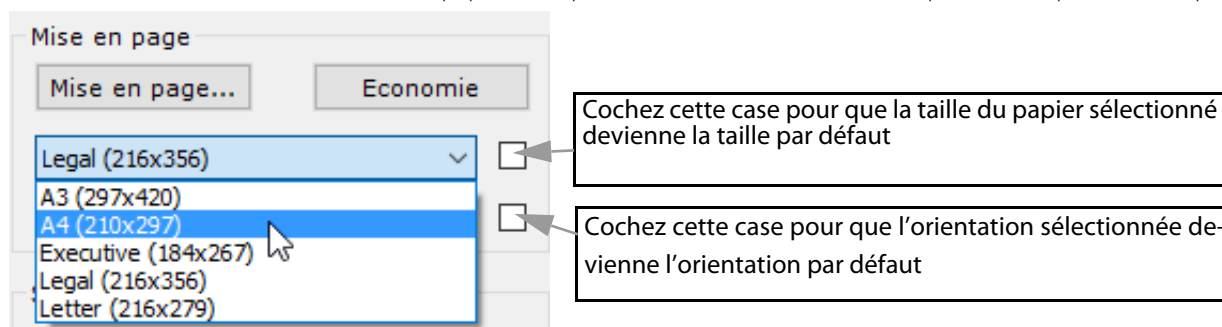 Mise en page
Mise en page...
Economie
Legal (216x356)
A3 (297x420)
A4 (210x297)
Executive (184x267)
Legal (216x356)
Letter (216x279)
Cochez cette case pour que la taille du papier sélectionné
devienne la taille par défaut
Cochez cette case pour que l’orientation sélectionnée de-
vienne l’orientation par défaut